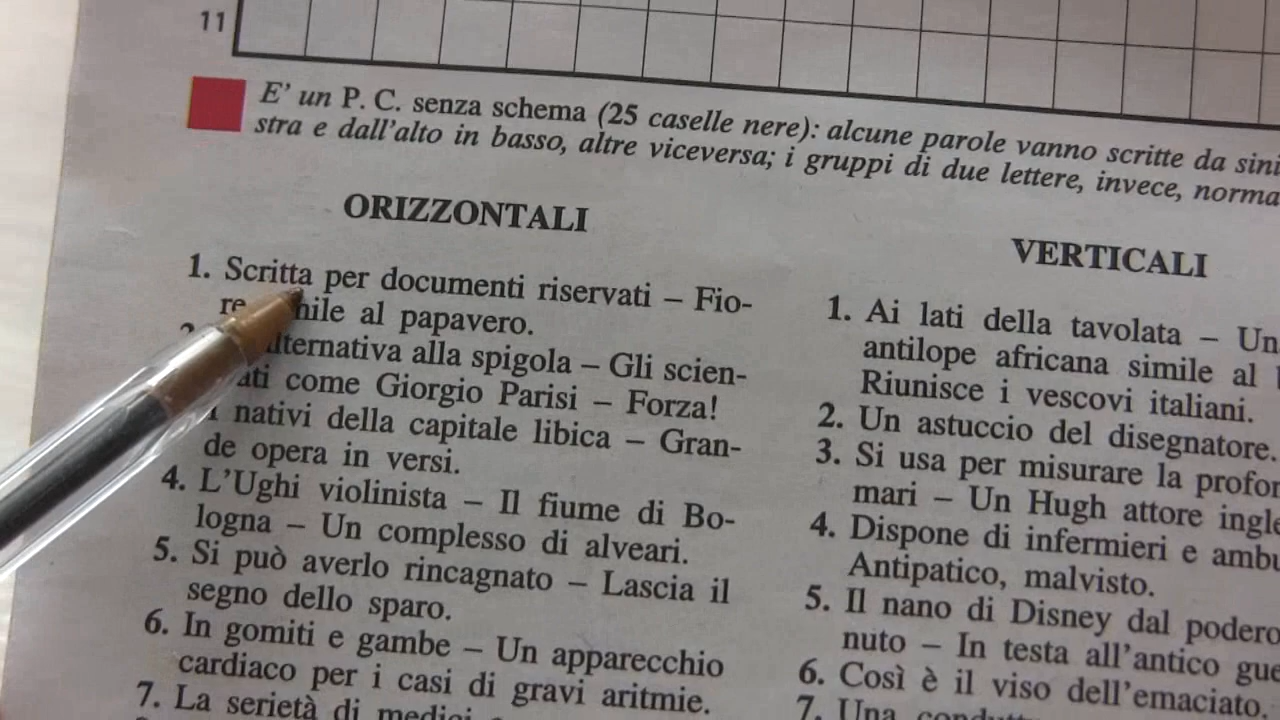 11
E' un P. C. senza schema (25 caselle nere): alcune parole vanno scritte da sini
stra e dall'alto in basso, altre viceversa; i gruppi di due lettere, invece, norma
ORIZZONTALI
1. Scritta per documenti riservati – Fio-
al papavero.
alla spigola – Gli scien-
come Giorgio Parisi – Forza!
nativi della capitale libica – Gran-
de opera in versi.
4. L'Ughi violinista – Il fiume di Bo-
logna – Un complesso di alveari.
5. Si può averlo rincagnato – Lascia il
segno dello sparo.
6. In gomiti e gambe – Un apparecchio
cardiaco per i casi di gravi aritmie.
7. La serietà di medici
VERTICALI
1. Ai lati della tavolata – Un
antilope africana simile al
Riunisce i vescovi italiani.
2. Un astuccio del disegnatore.
3. Si usa per misurare la profon
mari – Un Hugh attore ingle
4. Dispone di infermieri e ambu
Antipatico, malvisto.
5. Il nano di Disney dal podero
nuto – In testa all'antico gue
6. Così è il viso dell'emaciato.
7. Una